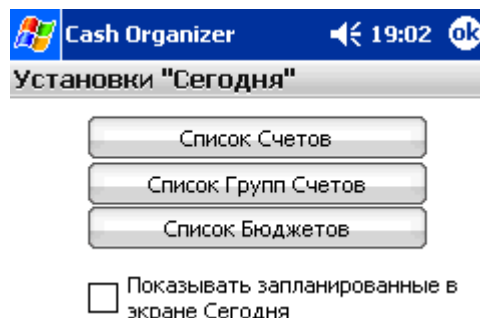 Cash Organizer 19:02 ok
Установки "Сегодня"
Список Счетов
Список Групп Счетов
Список Бюджетов
Показывать запланированные в
экране Сегодня